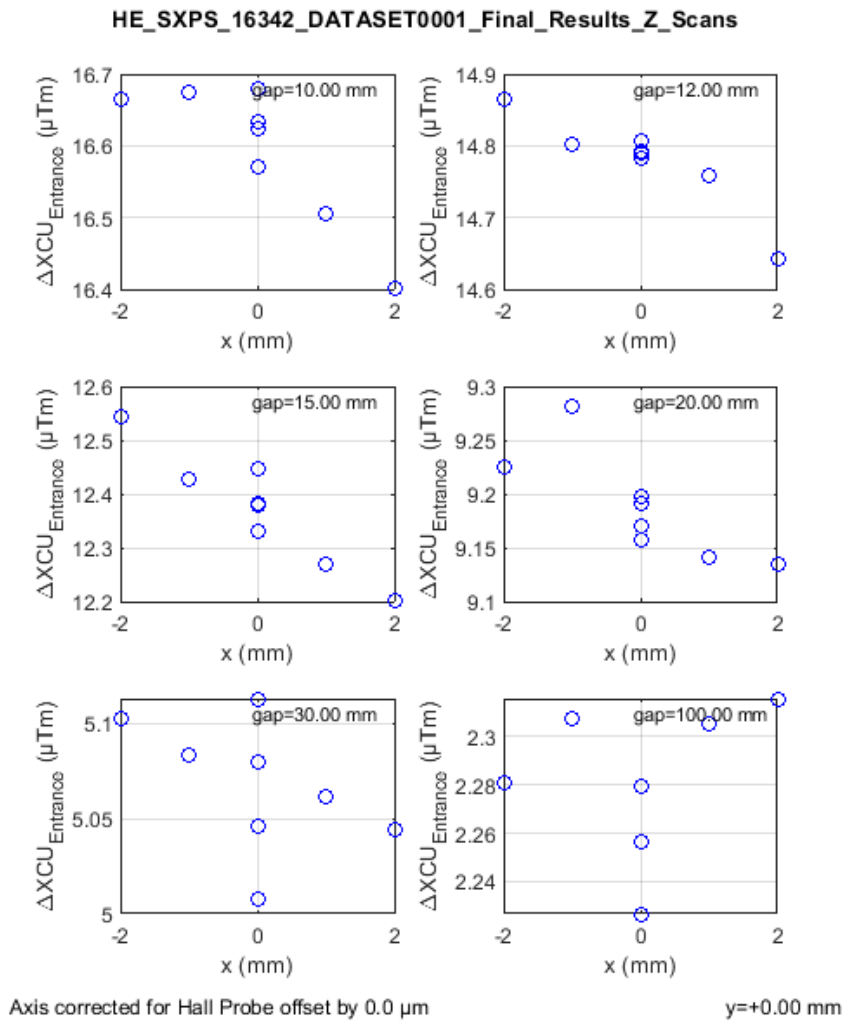 HE_SXPS_16342_DATASET0001_Final_Results_Z_Scans
ΔXCU_Entrance (µTm)
16.7
16.6
16.5
16.4
gap=10.00 mm
-2 0 2
x (mm)
ΔXCU_Entrance (µTm)
14.9
14.8
14.7
14.6
gap=12.00 mm
-2 0 2
x (mm)
ΔXCU_Entrance (µTm)
12.6
12.5
12.4
12.3
12.2
gap=15.00 mm
-2 0 2
x (mm)
ΔXCU_Entrance (µTm)
9.3
9.25
9.2
9.15
9.1
gap=20.00 mm
-2 0 2
x (mm)
ΔXCU_Entrance (µTm)
5.1
5.05
5
gap=30.00 mm
-2 0 2
x (mm)
ΔXCU_Entrance (µTm)
2.3
2.28
2.26
2.24
gap=100.00 mm
-2 0 2
x (mm)
Axis corrected for Hall Probe offset by 0.0 µm
y=+0.00 mm